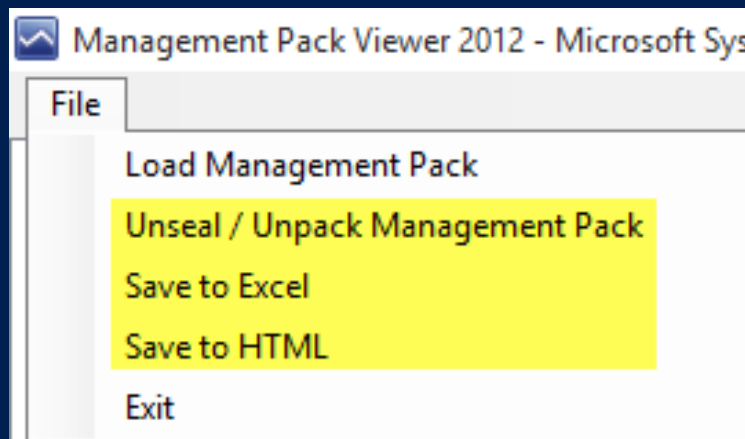 Management Pack Viewer 2012 - Microsoft Sys
File
Load Management Pack
Unseal / Unpack Management Pack
Save to Excel
Save to HTML
Exit